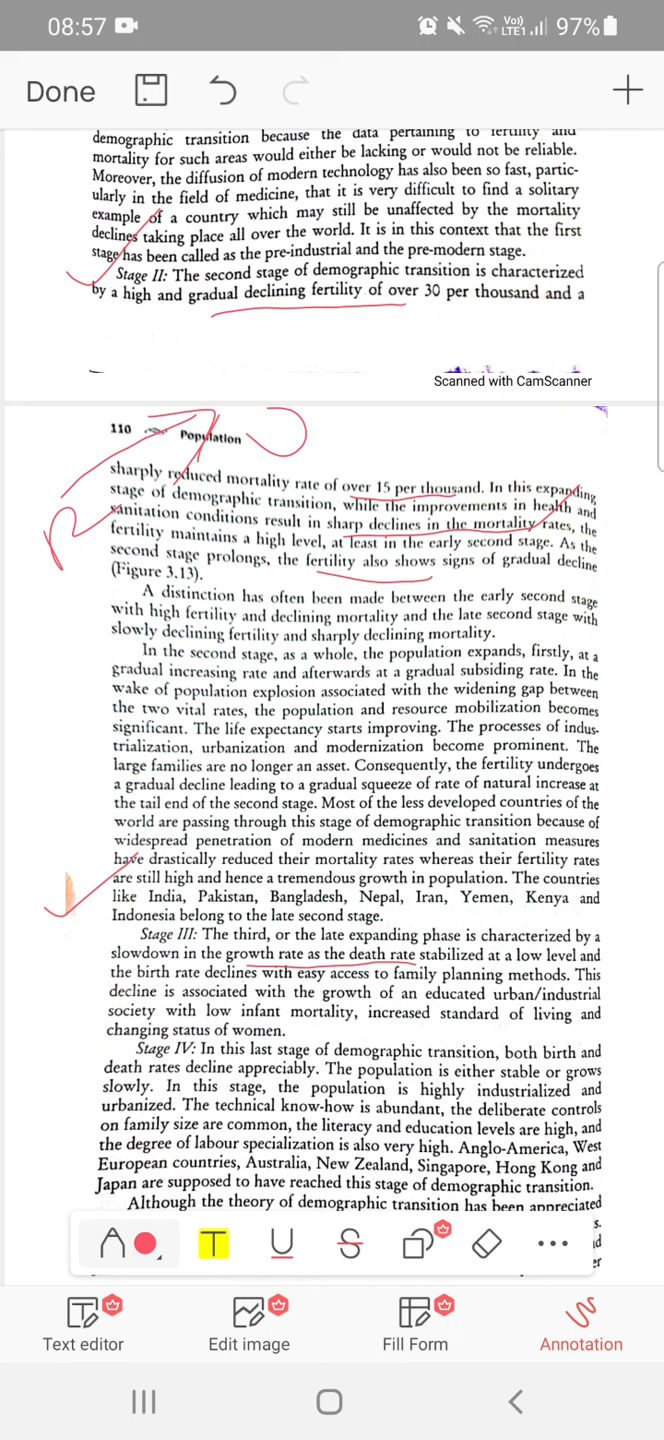 08:57
Vo)) LTE1 97%
Done
demographic transition because the data pertaining to fertility and
mortality for such areas would either be lacking or would not be reliable.
Moreover, the diffusion of modern technology has also been so fast, partic-
ularly in the field of medicine, that it is very difficult to find a solitary
example of a country which may still be unaffected by the mortality
declines taking place all over the world. It is in this context that the first
stage has been called as the pre-industrial and the pre-modern stage.
Stage II: The second stage of demographic transition is characterized
by a high and gradual declining fertility of over 30 per thousand and a
Scanned with CamScanner
110 Population
sharply reduced mortality rate of over 15 per thousand. In this expanding
stage of demographic transition, while the improvements in health and
sanitation conditions result in sharp declines in the mortality rates, the
fertility maintains a high level, at least in the early second stage. As the
second stage prolongs, the fertility also shows signs of gradual decline
(Figure 3.13).
A distinction has often been made between the early second stage
with high fertility and declining mortality and the late second stage with
slowly declining fertility and sharply declining mortality.
In the second stage, as a whole, the population expands, firstly, at a
gradual increasing rate and afterwards at a gradual subsiding rate. In the
wake of population explosion associated with the widening gap between
the two vital rates, the population and resource mobilization becomes
significant. The life expectancy starts improving. The processes of indus-
trialization, urbanization and modernization become prominent. The
large families are no longer an asset. Consequently, the fertility undergoes
a gradual decline leading to a gradual squeeze of rate of natural increase at
the tail end of the second stage. Most of the less developed countries of the
world are passing through this stage of demographic transition because of
widespread penetration of modern medicines and sanitation measures
have drastically reduced their mortality rates whereas their fertility rates
are still high and hence a tremendous growth in population. The countries
like India, Pakistan, Bangladesh, Nepal, Iran, Yemen, Kenya and
Indonesia belong to the late second stage.
Stage III: The third, or the late expanding phase is characterized by a
slowdown in the growth rate as the death rate stabilized at a low level and
the birth rate declines with easy access to family planning methods. This
decline is associated with the growth of an educated urban/industrial
society with low infant mortality, increased standard of living and
changing status of women.
Stage IV: In this last stage of demographic transition, both birth and
death rates decline appreciably. The population is either stable or grows
slowly. In this stage, the population is highly industrialized and
urbanized. The technical know-how is abundant, the deliberate controls
on family size are common, the literacy and education levels are high, and
the degree of labour specialization is also very high. Anglo-America, West
European countries, Australia, New Zealand, Singapore, Hong Kong and
Japan are supposed to have reached this stage of demographic transition.
Although the theory of demographic transition has been appreciated
Text editor
Edit image
Fill Form
Annotation